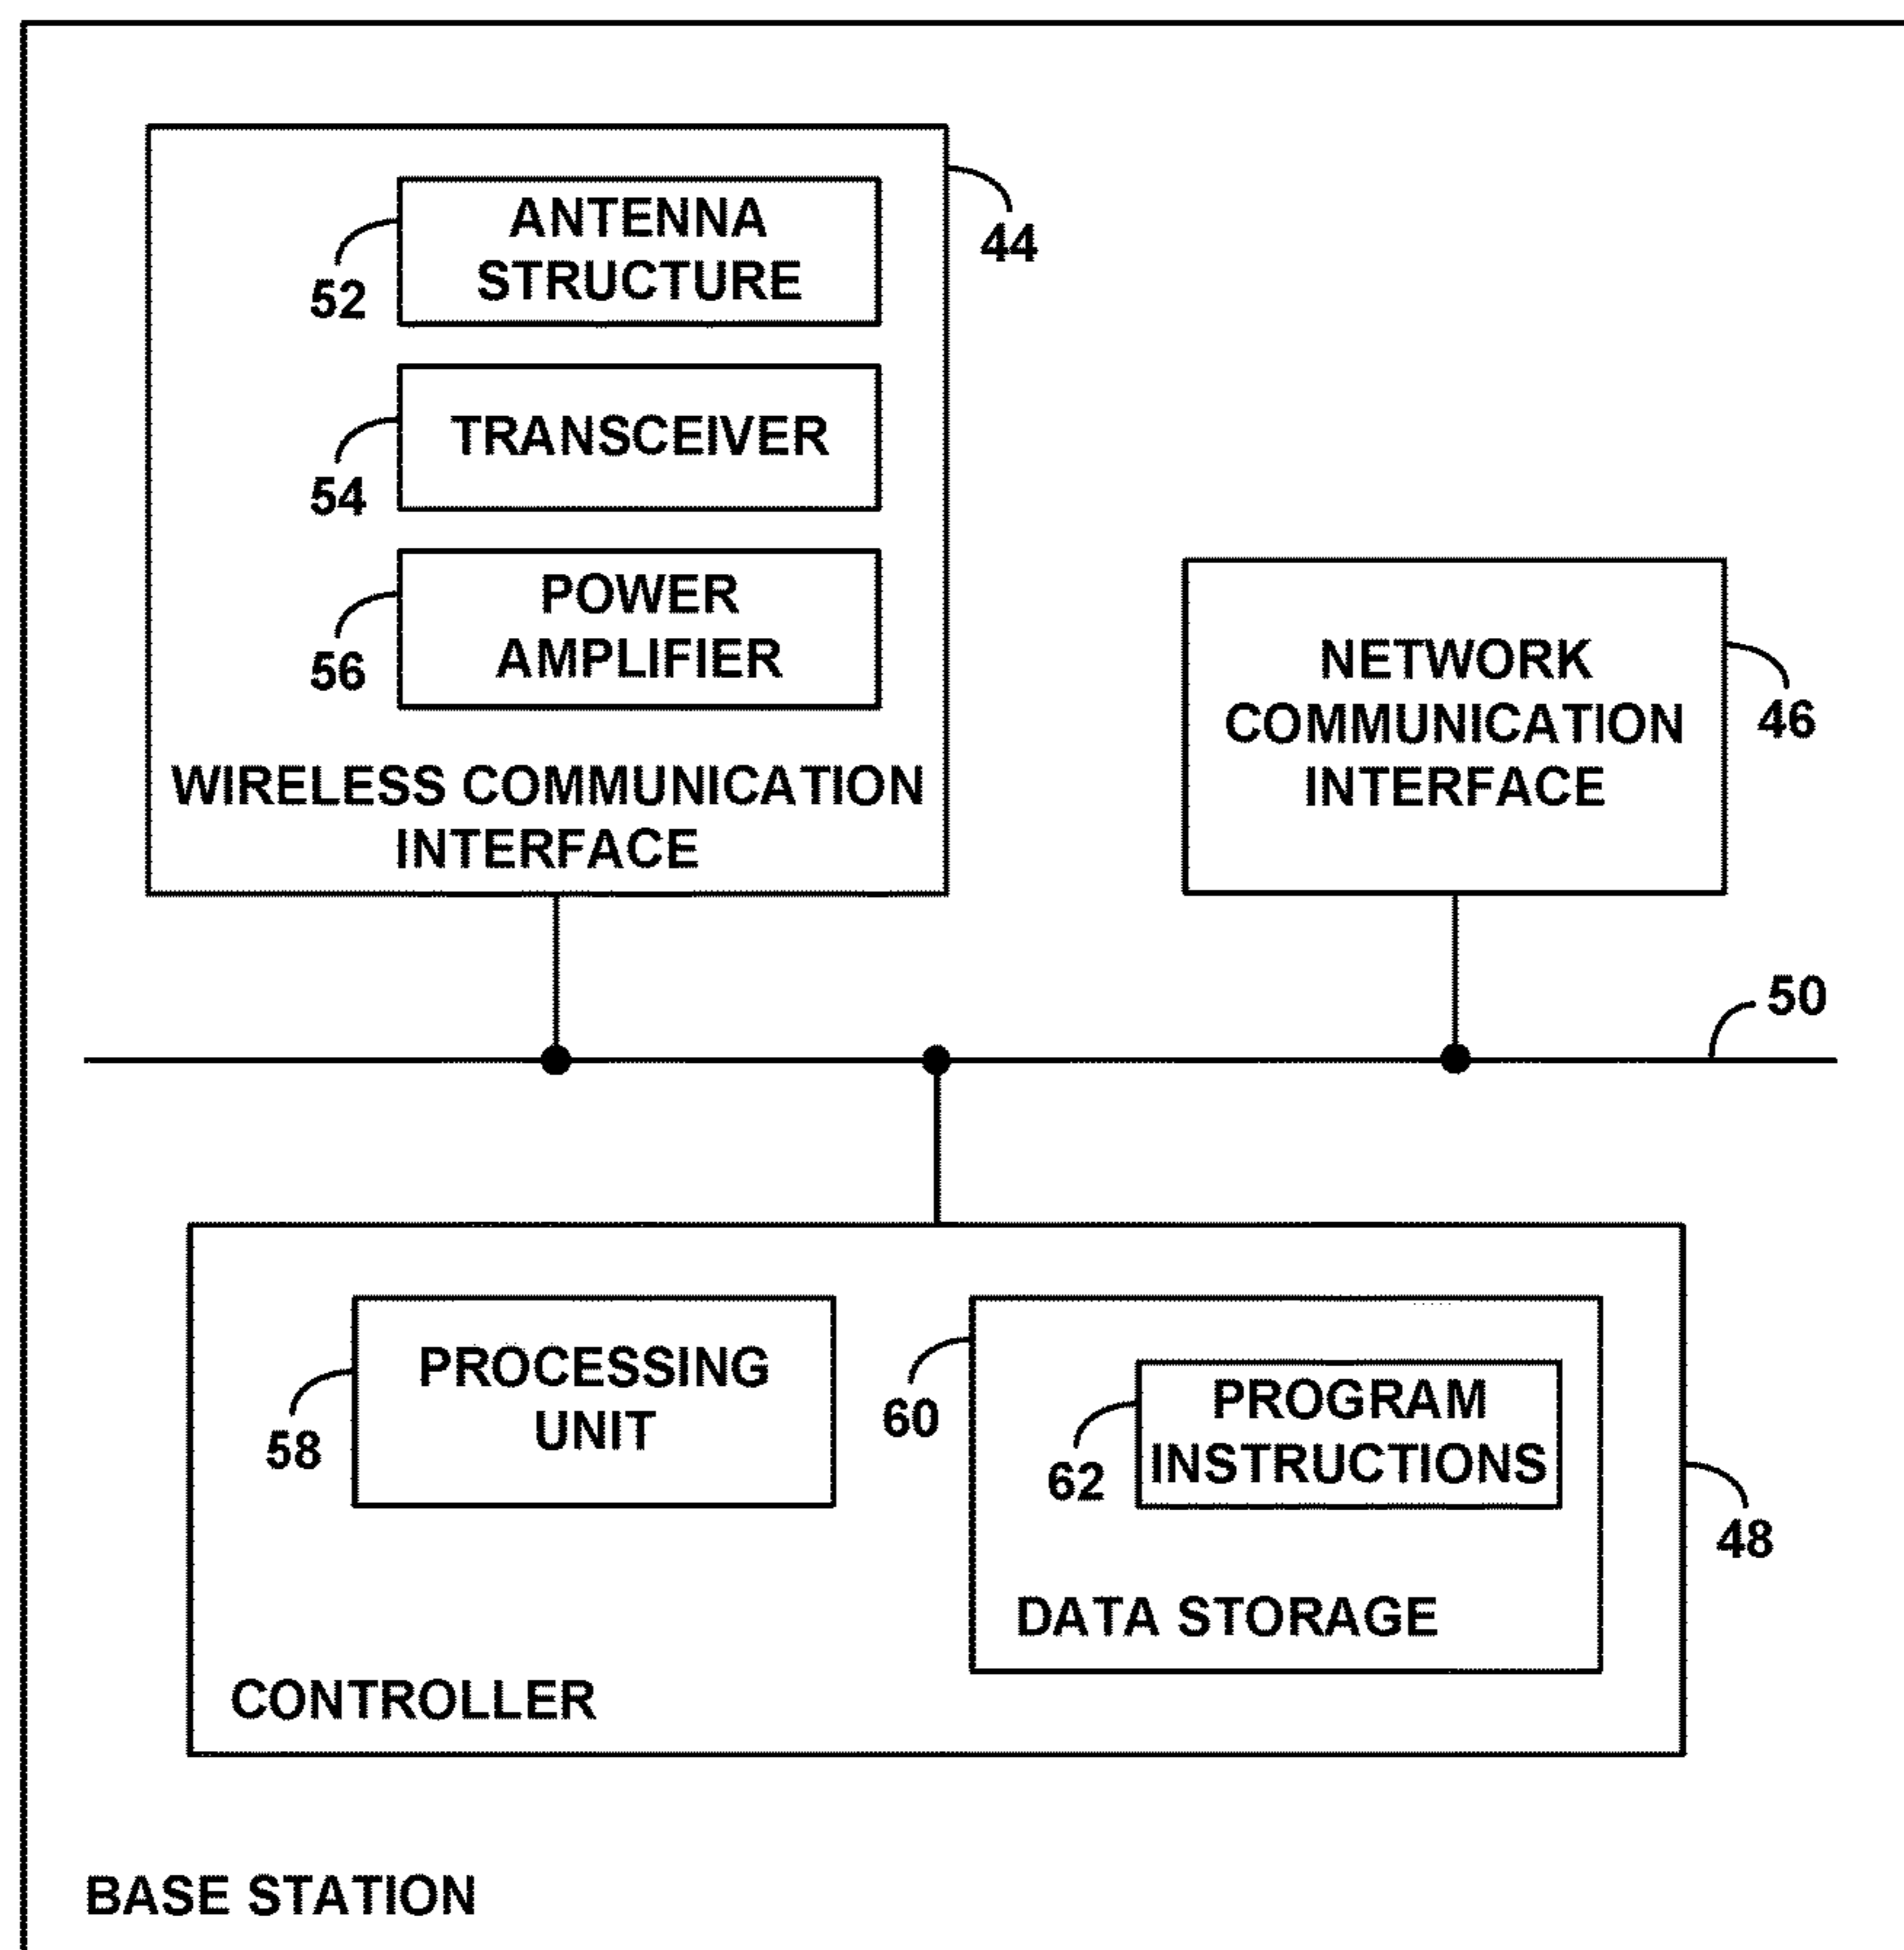 ANTENNA
STRUCTURE
52
44
TRANSCEIVER
54
POWER
AMPLIFIER
56
WIRELESS COMMUNICATION
INTERFACE
NETWORK
COMMUNICATION
INTERFACE
46
50
PROCESSING
UNIT
58
60
PROGRAM
INSTRUCTIONS
62
48
DATA STORAGE
CONTROLLER
BASE STATION